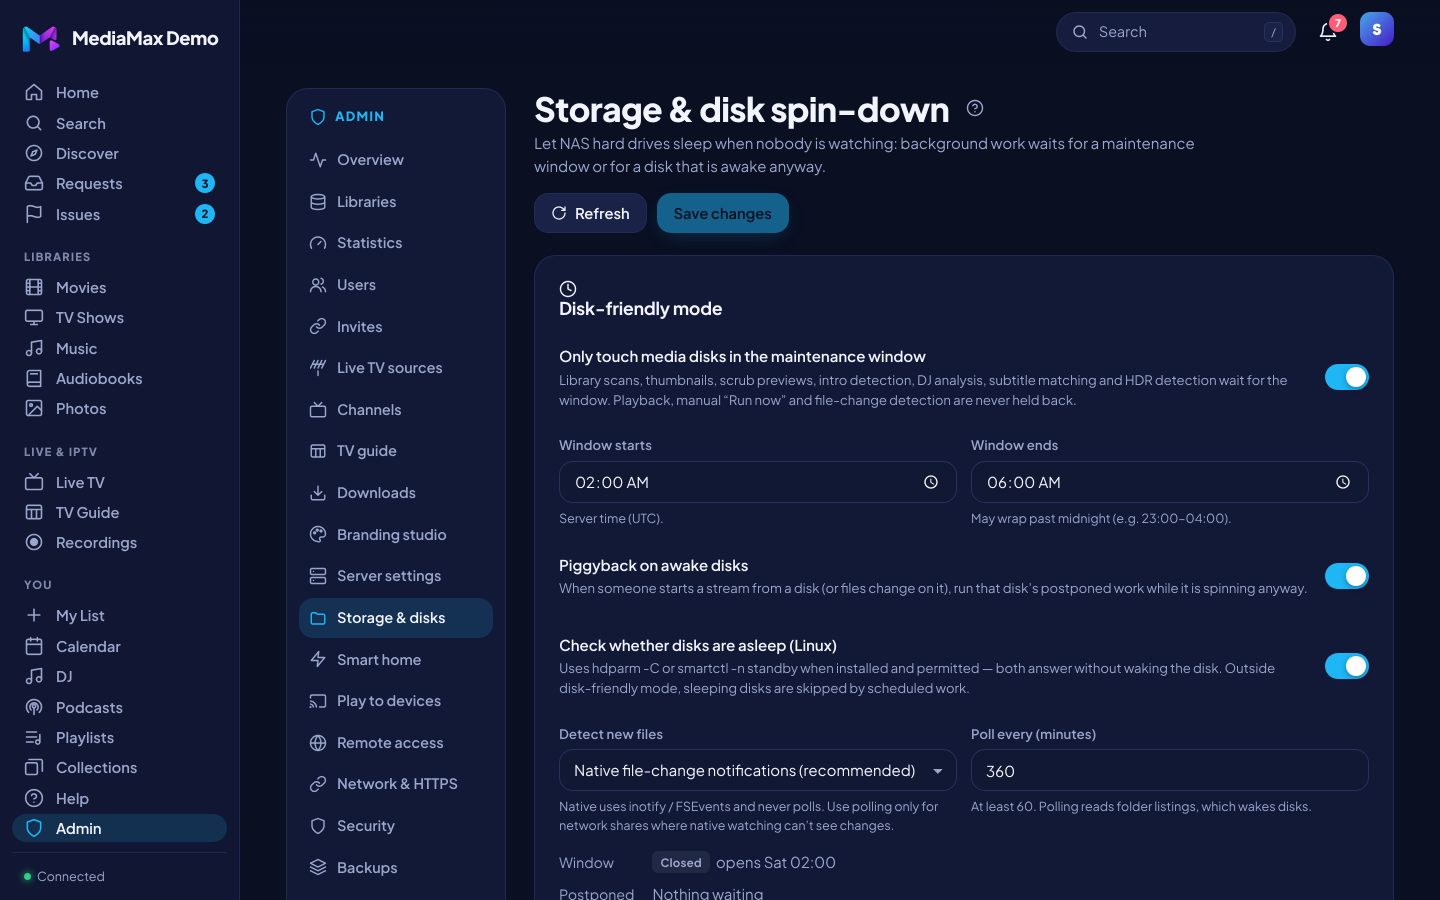 MediaMax Demo
Search
/
7
S
Home
Search
Discover
Requests
3
Issues
2
LIBRARIES
Movies
TV Shows
Music
Audiobooks
Photos
LIVE & IPTV
Live TV
TV Guide
Recordings
YOU
My List
Calendar
DJ
Podcasts
Playlists
Collections
Help
Admin
Connected
ADMIN
Overview
Libraries
Statistics
Users
Invites
Live TV sources
Channels
TV guide
Downloads
Branding studio
Server settings
Storage & disks
Smart home
Play to devices
Remote access
Network & HTTPS
Security
Backups
Storage & disk spin-down
Let NAS hard drives sleep when nobody is watching: background work waits for a maintenance
window or for a disk that is awake anyway.
Refresh
Save changes
Disk-friendly mode
Only touch media disks in the maintenance window
Library scans, thumbnails, scrub previews, intro detection, DJ analysis, subtitle matching and HDR detection wait for the
window. Playback, manual “Run now” and file-change detection are never held back.
Window starts
Window ends
02:00 AM
06:00 AM
Server time (UTC).
May wrap past midnight (e.g. 23:00–04:00).
Piggyback on awake disks
When someone starts a stream from a disk (or files change on it), run that disk’s postponed work while it is spinning anyway.
Check whether disks are asleep (Linux)
Uses hdparm -C or smartctl -n standby when installed and permitted — both answer without waking the disk. Outside
disk-friendly mode, sleeping disks are skipped by scheduled work.
Detect new files
Poll every (minutes)
Native file-change notifications (recommended)
360
Native uses inotify / FSEvents and never polls. Use polling only for
network shares where native watching can’t see changes.
At least 60. Polling reads folder listings, which wakes disks.
Window
Closed
opens Sat 02:00
Postponed
Nothing waiting